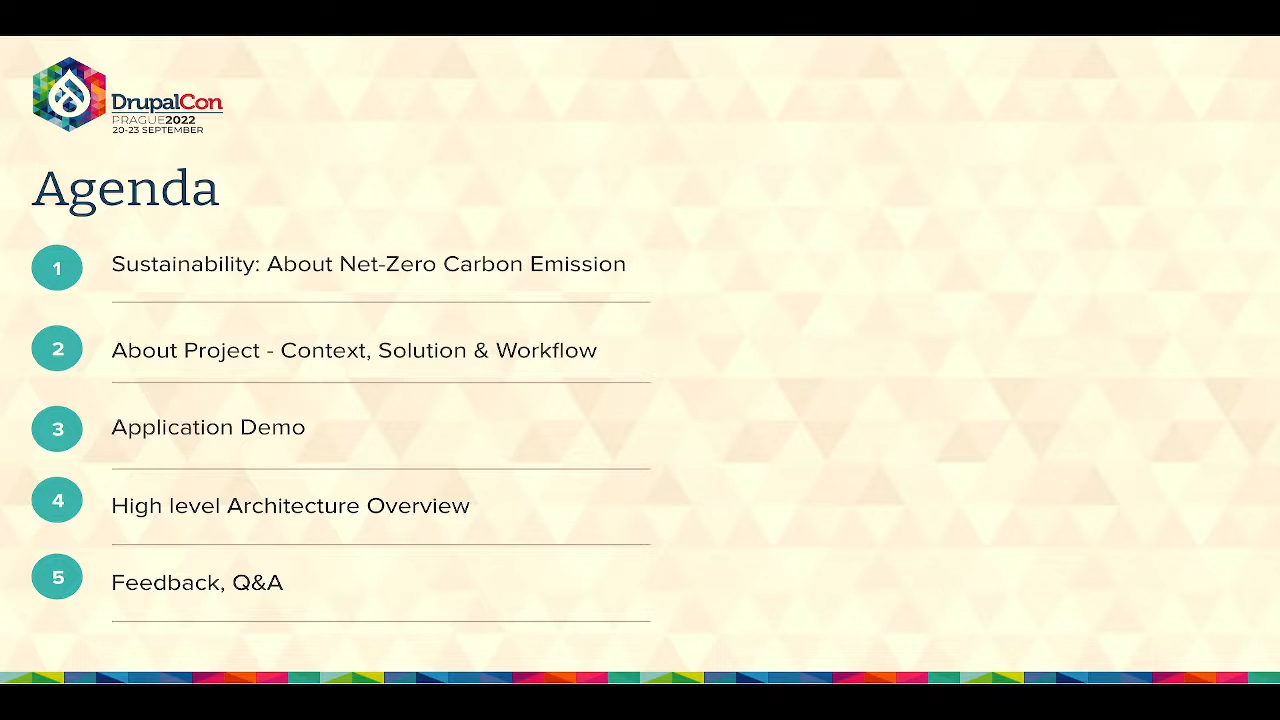 DrupalCon
PRAGUE2022
20-23 SEPTEMBER
Agenda
1 Sustainability: About Net-Zero Carbon Emission
2 About Project - Context, Solution & Workflow
3 Application Demo
4 High level Architecture Overview
5 Feedback, Q&A